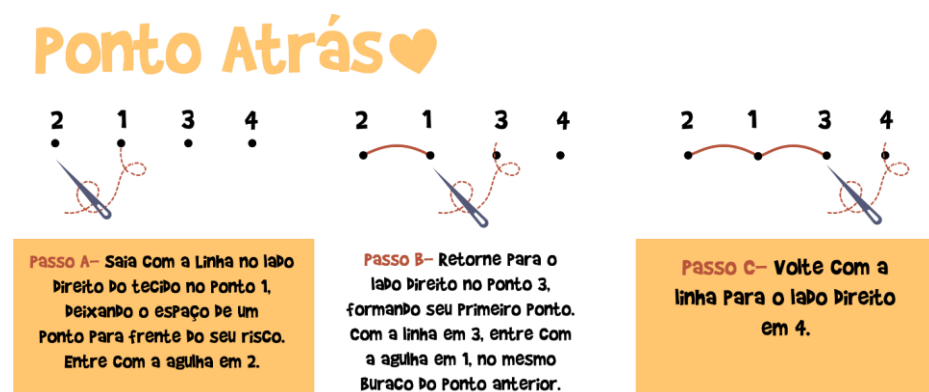 Ponto Atrás
2 1 3 4
2 1 3 4
2 1 3 4
Passo A- Saia com a linha no lado
direito do tecido no ponto 1,
deixando o espaço de um
ponto para frente do seu risco.
Entre com a agulha em 2.
Passo B- Retorne para o
lado direito no ponto 3,
formando seu primeiro ponto.
Com a linha em 3, entre com
a agulha em 1, no mesmo
buraco do ponto anterior.
Passo C- Volte com a
linha para o lado direito
em 4.